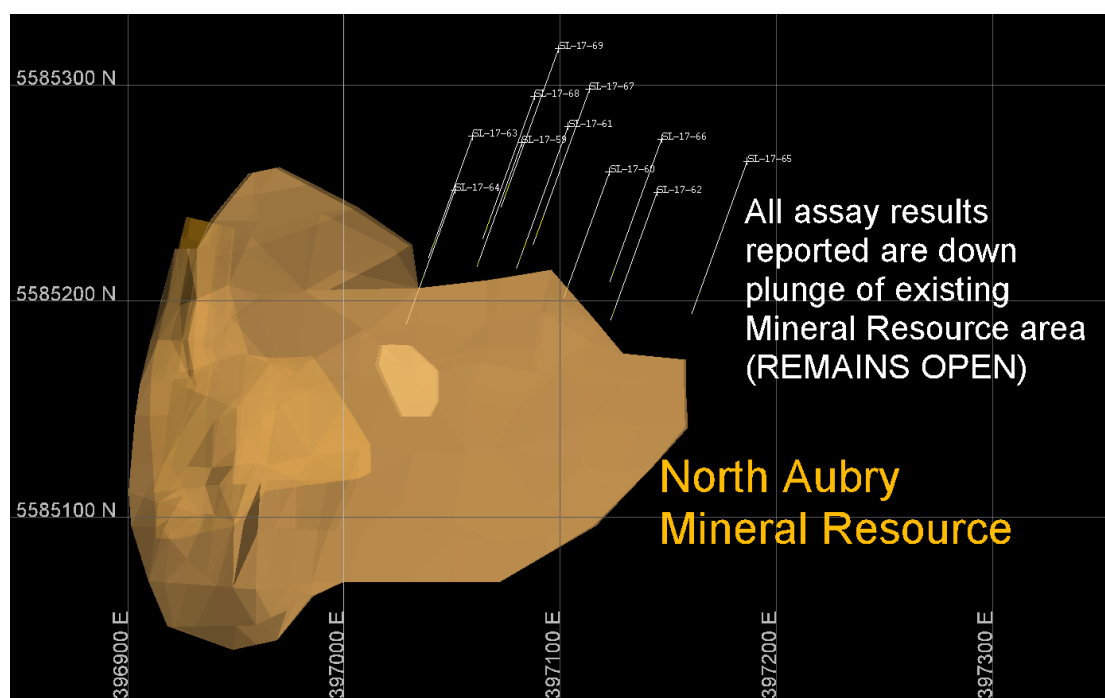 SL-17-69
5585300 N
SL-17-67
SL-17-68
SL-17-61
SL-17-63
SL-17-59
SL-17-66
SL-17-65
SL-17-60
SL-17-64
SL-17-62
All assay results
reported are down
plunge of existing
Mineral Resource area
(REMAINS OPEN)
5585200 N
North Aubry
Mineral Resource
5585100 N
396900 E
397000 E
397100 E
397200 E
397300 E